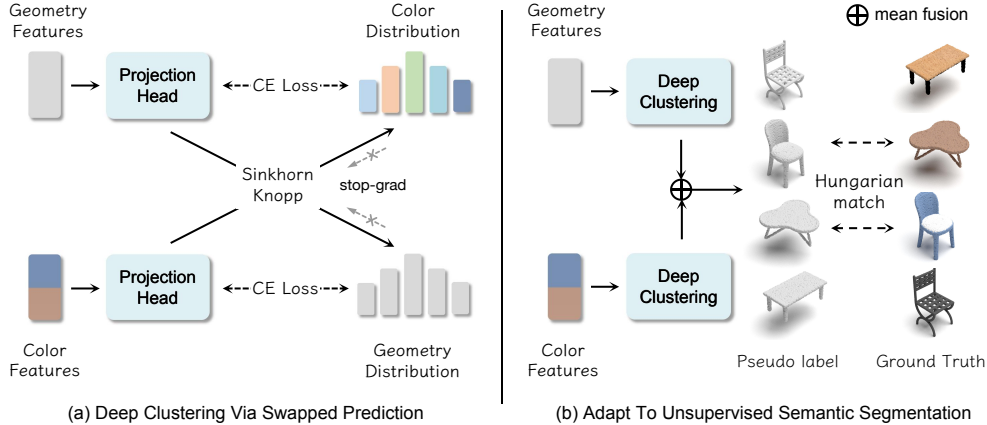 Geometry
Features
Projection
Head
CE Loss
Color
Distribution
Sinkhorn
Knopp
stop-grad
Projection
Head
CE Loss
Color
Features
Geometry
Distribution
(a) Deep Clustering Via Swapped Prediction
Geometry
Features
mean fusion
Deep
Clustering
Hungarian
match
Deep
Clustering
Color
Features
Pseudo label
Ground Truth
(b) Adapt To Unsupervised Semantic Segmentation